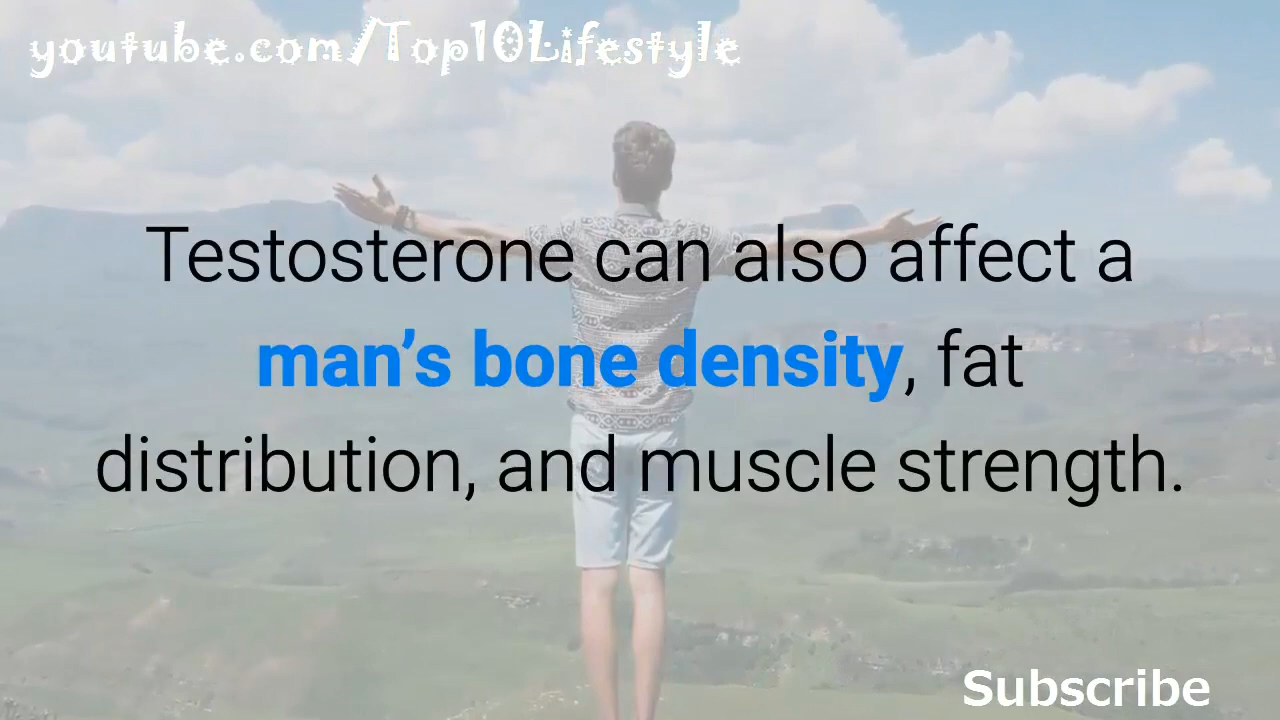 youtube.com/Top10Lifestyle
Testosterone can also affect a
man’s bone density, fat
distribution, and muscle strength.
Subscribe